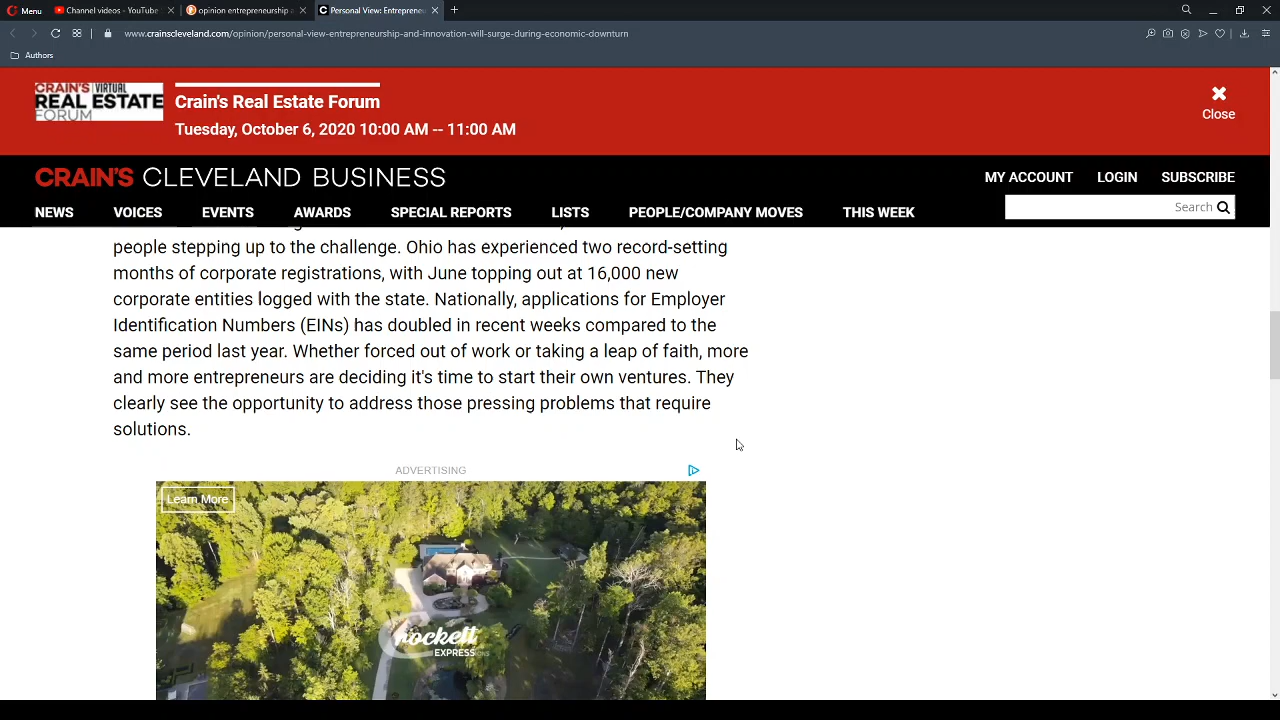 Menu
Channel videos - YouTube
opinion entrepreneurship a
Personal View: Entreprene
www.crainscleveland.com/opinion/personal-view-entrepreneurship-and-innovation-will-surge-during-economic-downturn
Authors
CRAIN'S VIRTUAL
REAL ESTATE
FORUM
Crain's Real Estate Forum
Tuesday, October 6, 2020 10:00 AM -- 11:00 AM
Close
CRAIN'S CLEVELAND BUSINESS
MY ACCOUNT LOGIN SUBSCRIBE
NEWS VOICES EVENTS AWARDS SPECIAL REPORTS LISTS PEOPLE/COMPANY MOVES THIS WEEK
Search
people stepping up to the challenge. Ohio has experienced two record-setting
months of corporate registrations, with June topping out at 16,000 new
corporate entities logged with the state. Nationally, applications for Employer
Identification Numbers (EINs) has doubled in recent weeks compared to the
same period last year. Whether forced out of work or taking a leap of faith, more
and more entrepreneurs are deciding it's time to start their own ventures. They
clearly see the opportunity to address those pressing problems that require
solutions.
ADVERTISING
Learn More
Crockett
EXPRESSIONS